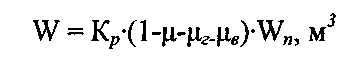 W = Kр·(1-μ-μг-μв)·Wп, м³